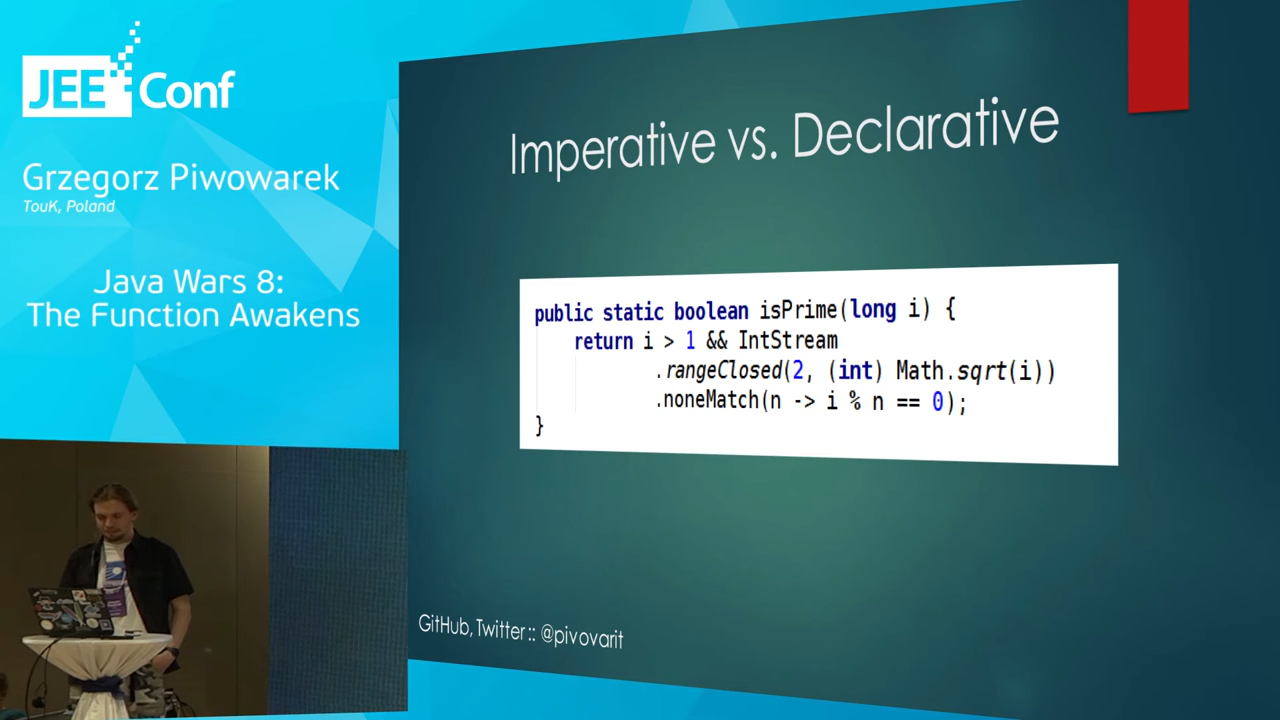 JEE Conf
Grzegorz Piwowarek
TouK, Poland
Java Wars 8:
The Function Awakens
Imperative vs. Declarative
public static boolean isPrime(long i) {
return i > 1 && IntStream
.rangeClosed(2, (int) Math.sqrt(i))
.noneMatch(n -> i % n == 0);
}
GitHub, Twitter :: @pivovarit